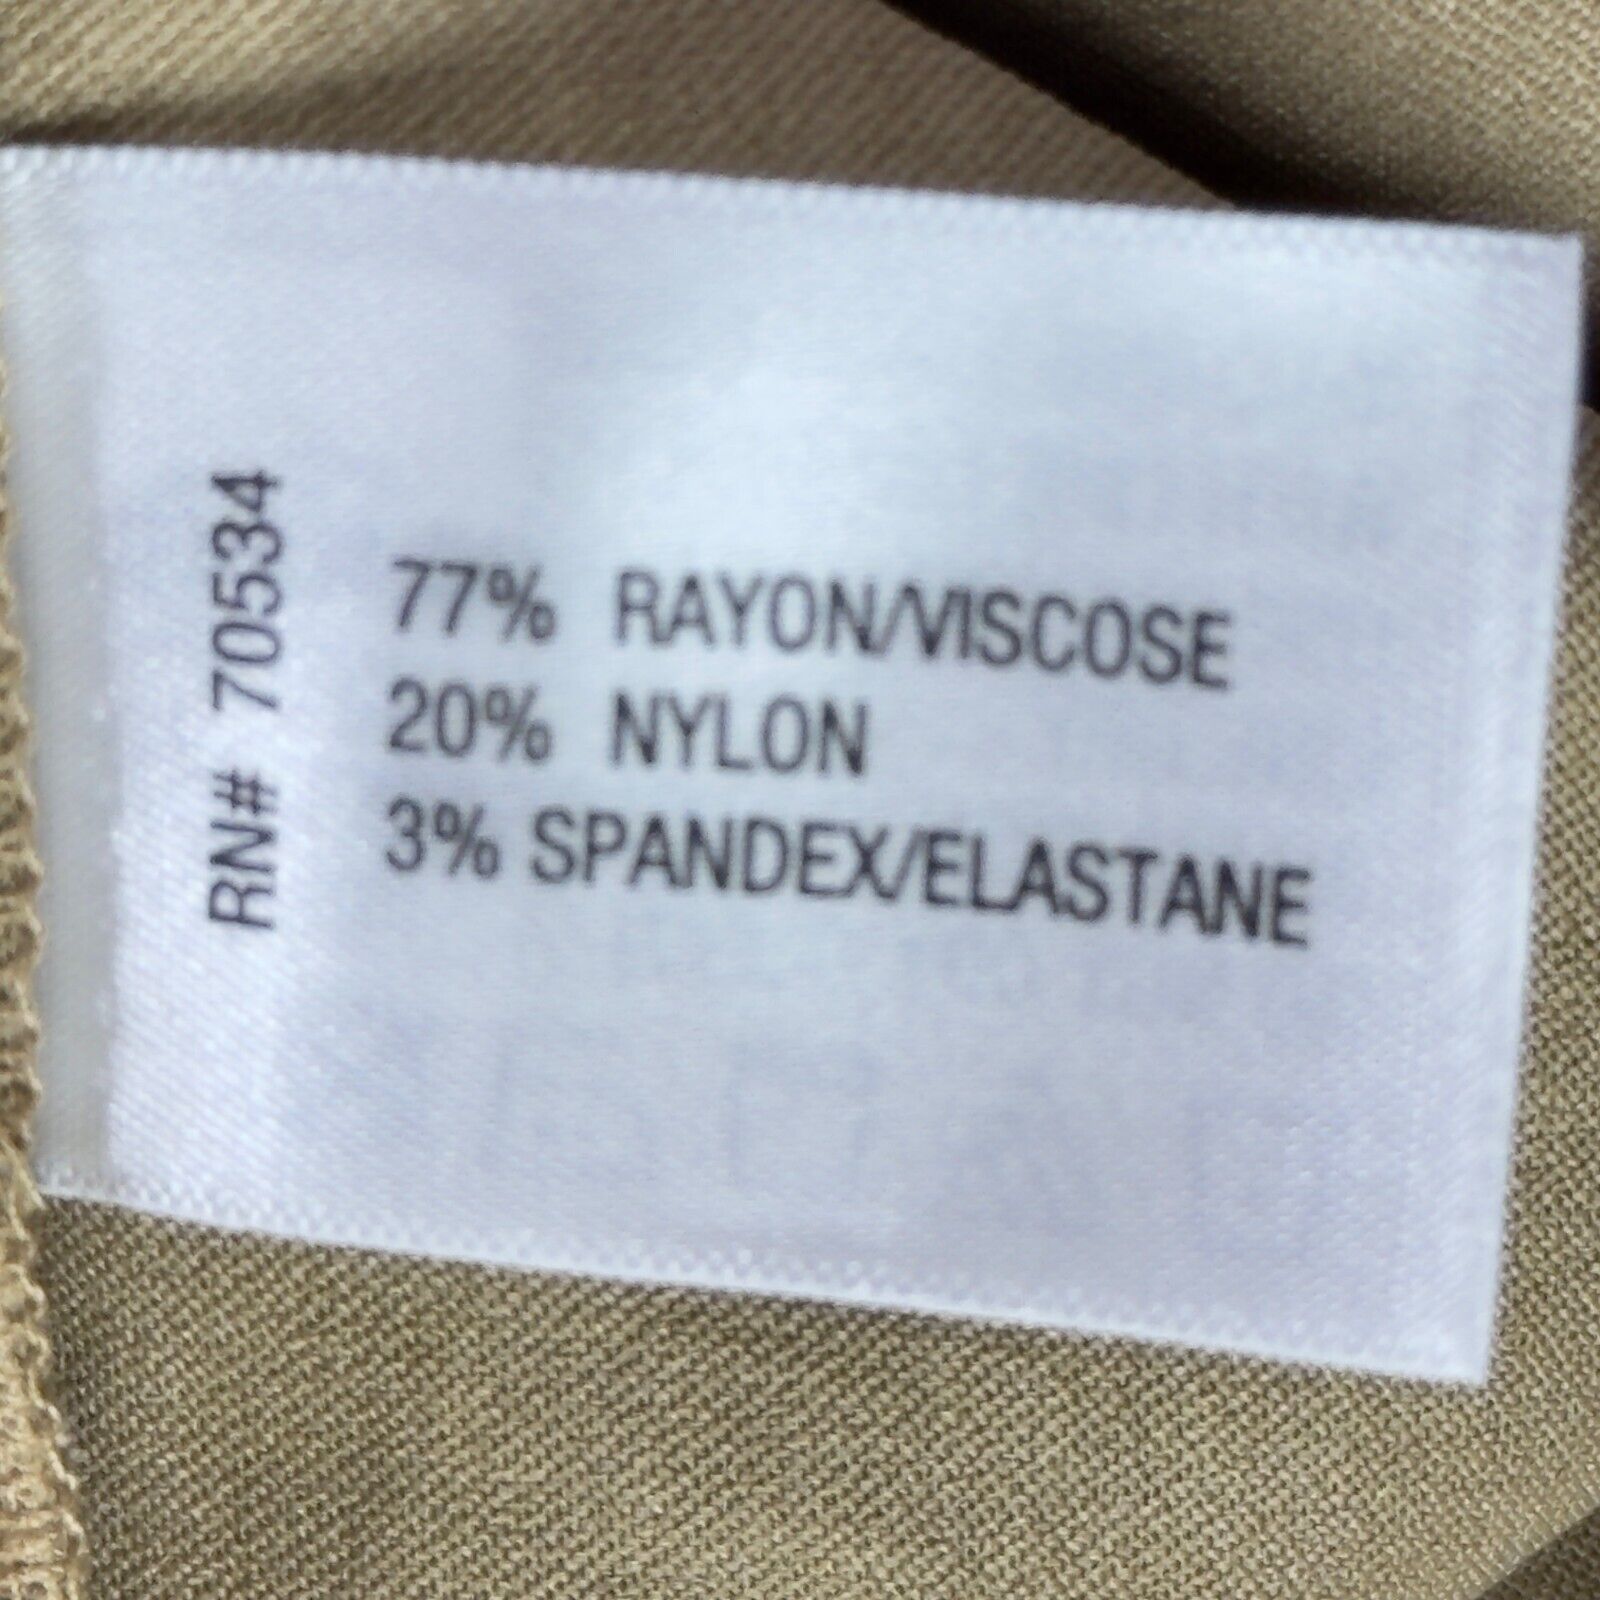 RN# 70534
77% RAYON/VISCOSE
20% NYLON
3% SPANDEX/ELASTANE